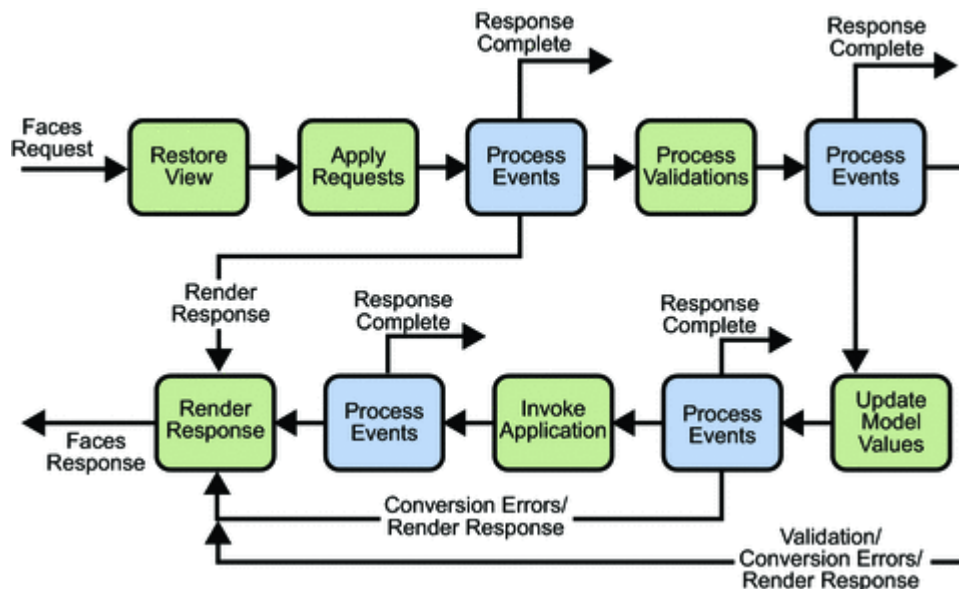 Response
Complete
Response
Complete
Faces
Request
Restore
View
Apply
Requests
Process
Events
Process
Validations
Process
Events
Render
Response
Response
Complete
Response
Complete
Render
Response
Process
Events
Invoke
Application
Process
Events
Update
Model
Values
Faces
Response
Conversion Errors/
Render Response
Validation/
Conversion Errors/
Render Response